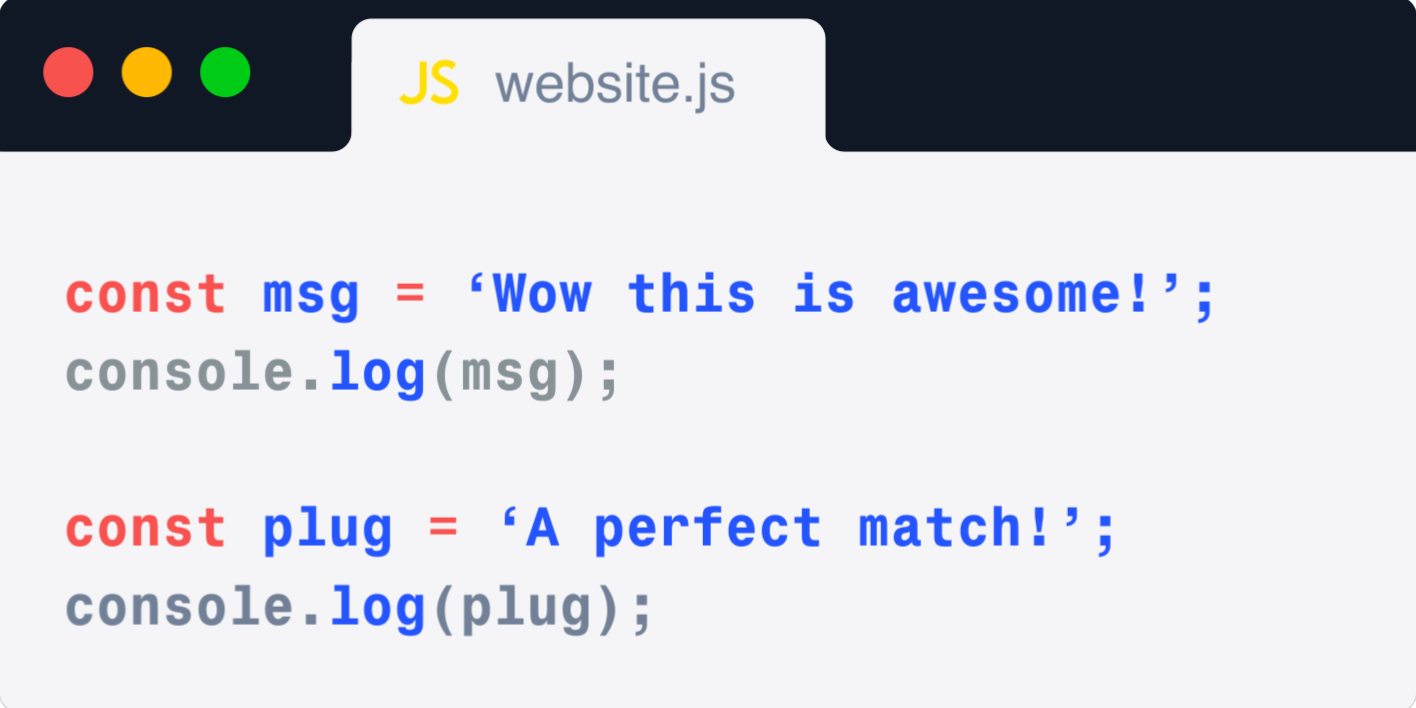 JS website.js
const msg = ‘Wow this is awesome!’;
console.log(msg);
const plug = ‘A perfect match!’;
console.log(plug);